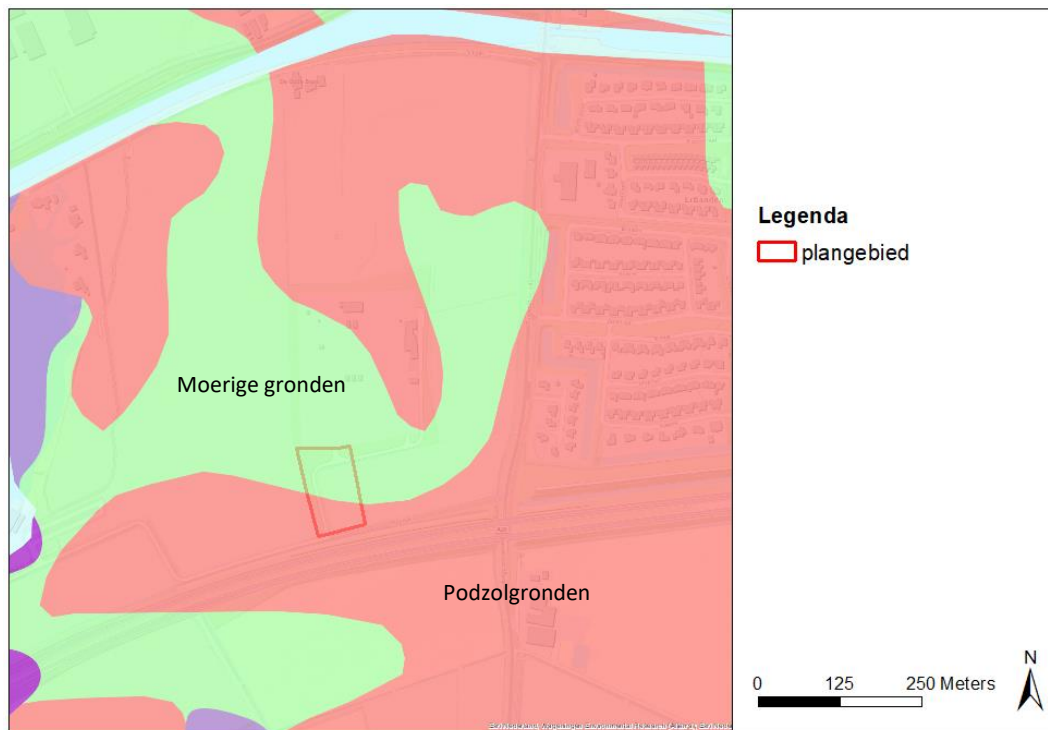 Legenda
plangebied
Moerige gronden
Podzolgronden
0 125 250 Meters
N